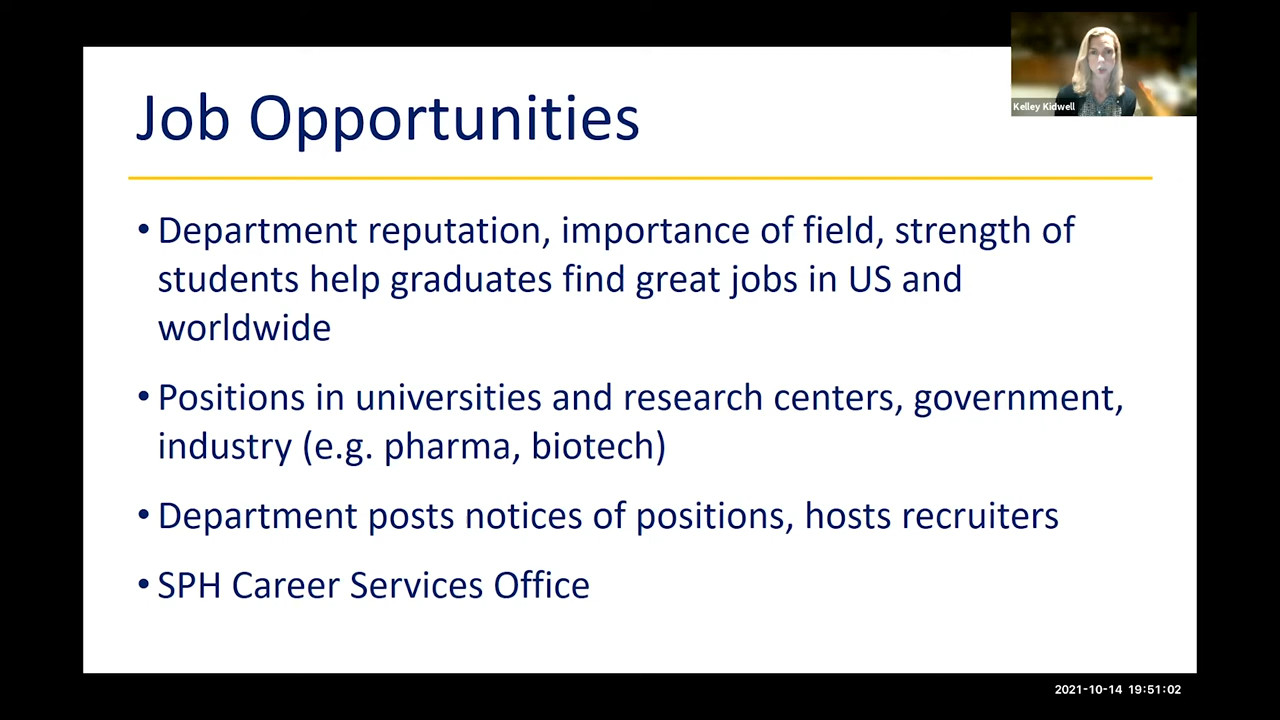 Job Opportunities
Kelley Kidwell
• Department reputation, importance of field, strength of
students help graduates find great jobs in US and
worldwide
• Positions in universities and research centers, government,
industry (e.g. pharma, biotech)
• Department posts notices of positions, hosts recruiters
• SPH Career Services Office
2021-10-14 19:51:02